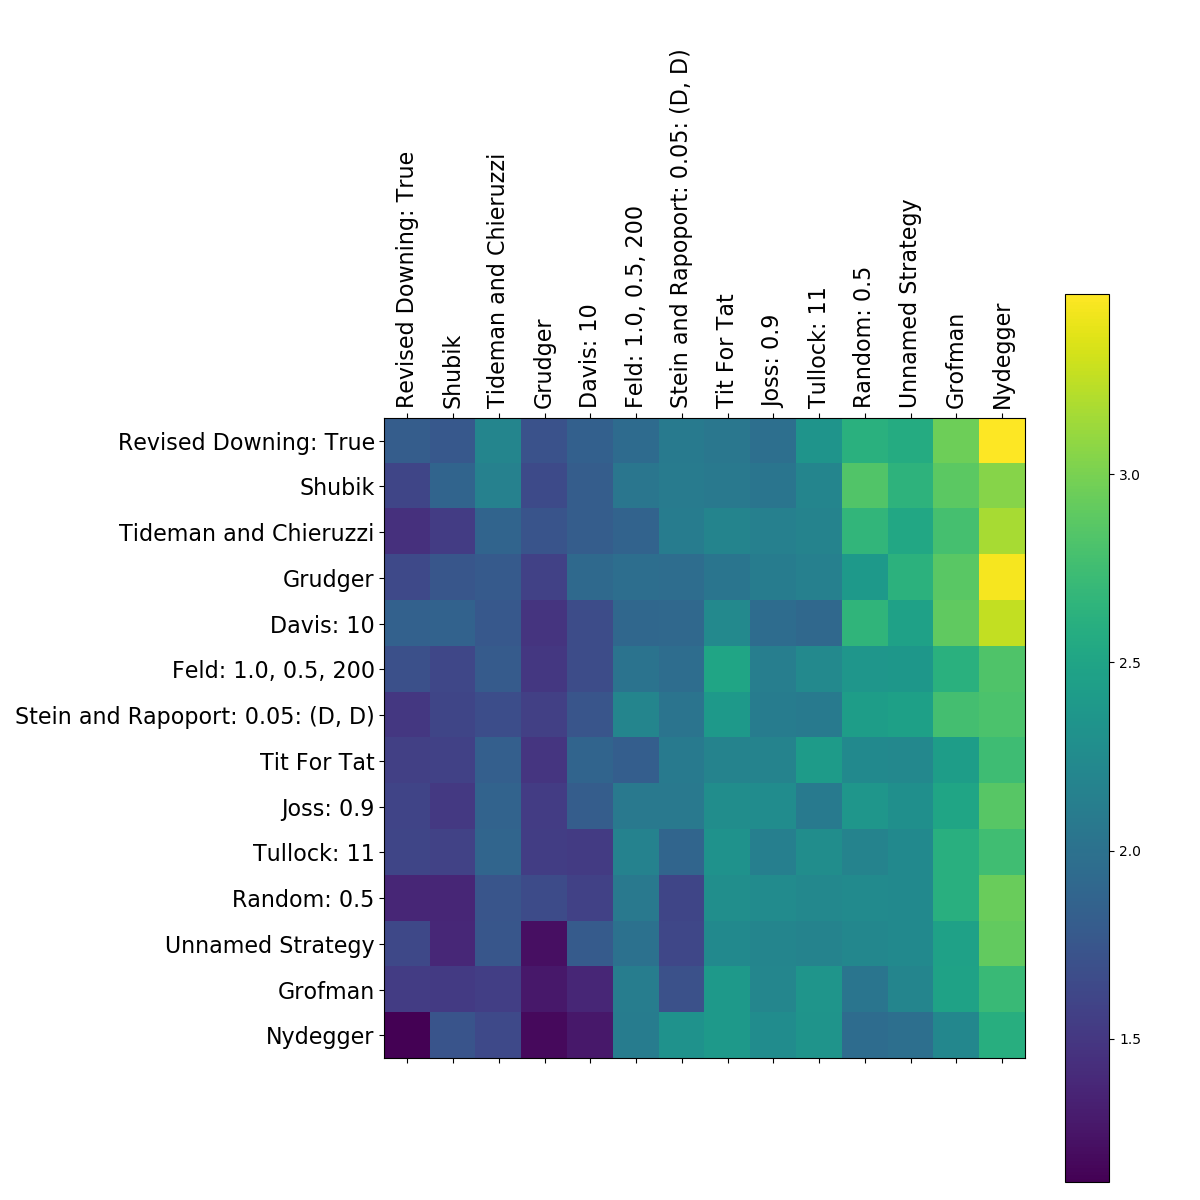 Revised Downing: True
Shubik
Tideman and Chieruzzi
Grudger
Davis: 10
Feld: 1.0, 0.5, 200
Stein and Rapoport: 0.05: (D, D)
Tit For Tat
Joss: 0.9
Tullock: 11
Random: 0.5
Unnamed Strategy
Grofman
Nydegger
Revised Downing: True
Shubik
Tideman and Chieruzzi
Grudger
Davis: 10
Feld: 1.0, 0.5, 200
Stein and Rapoport: 0.05: (D, D)
Tit For Tat
Joss: 0.9
Tullock: 11
Random: 0.5
Unnamed Strategy
Grofman
Nydegger
3.0
2.5
2.0
1.5